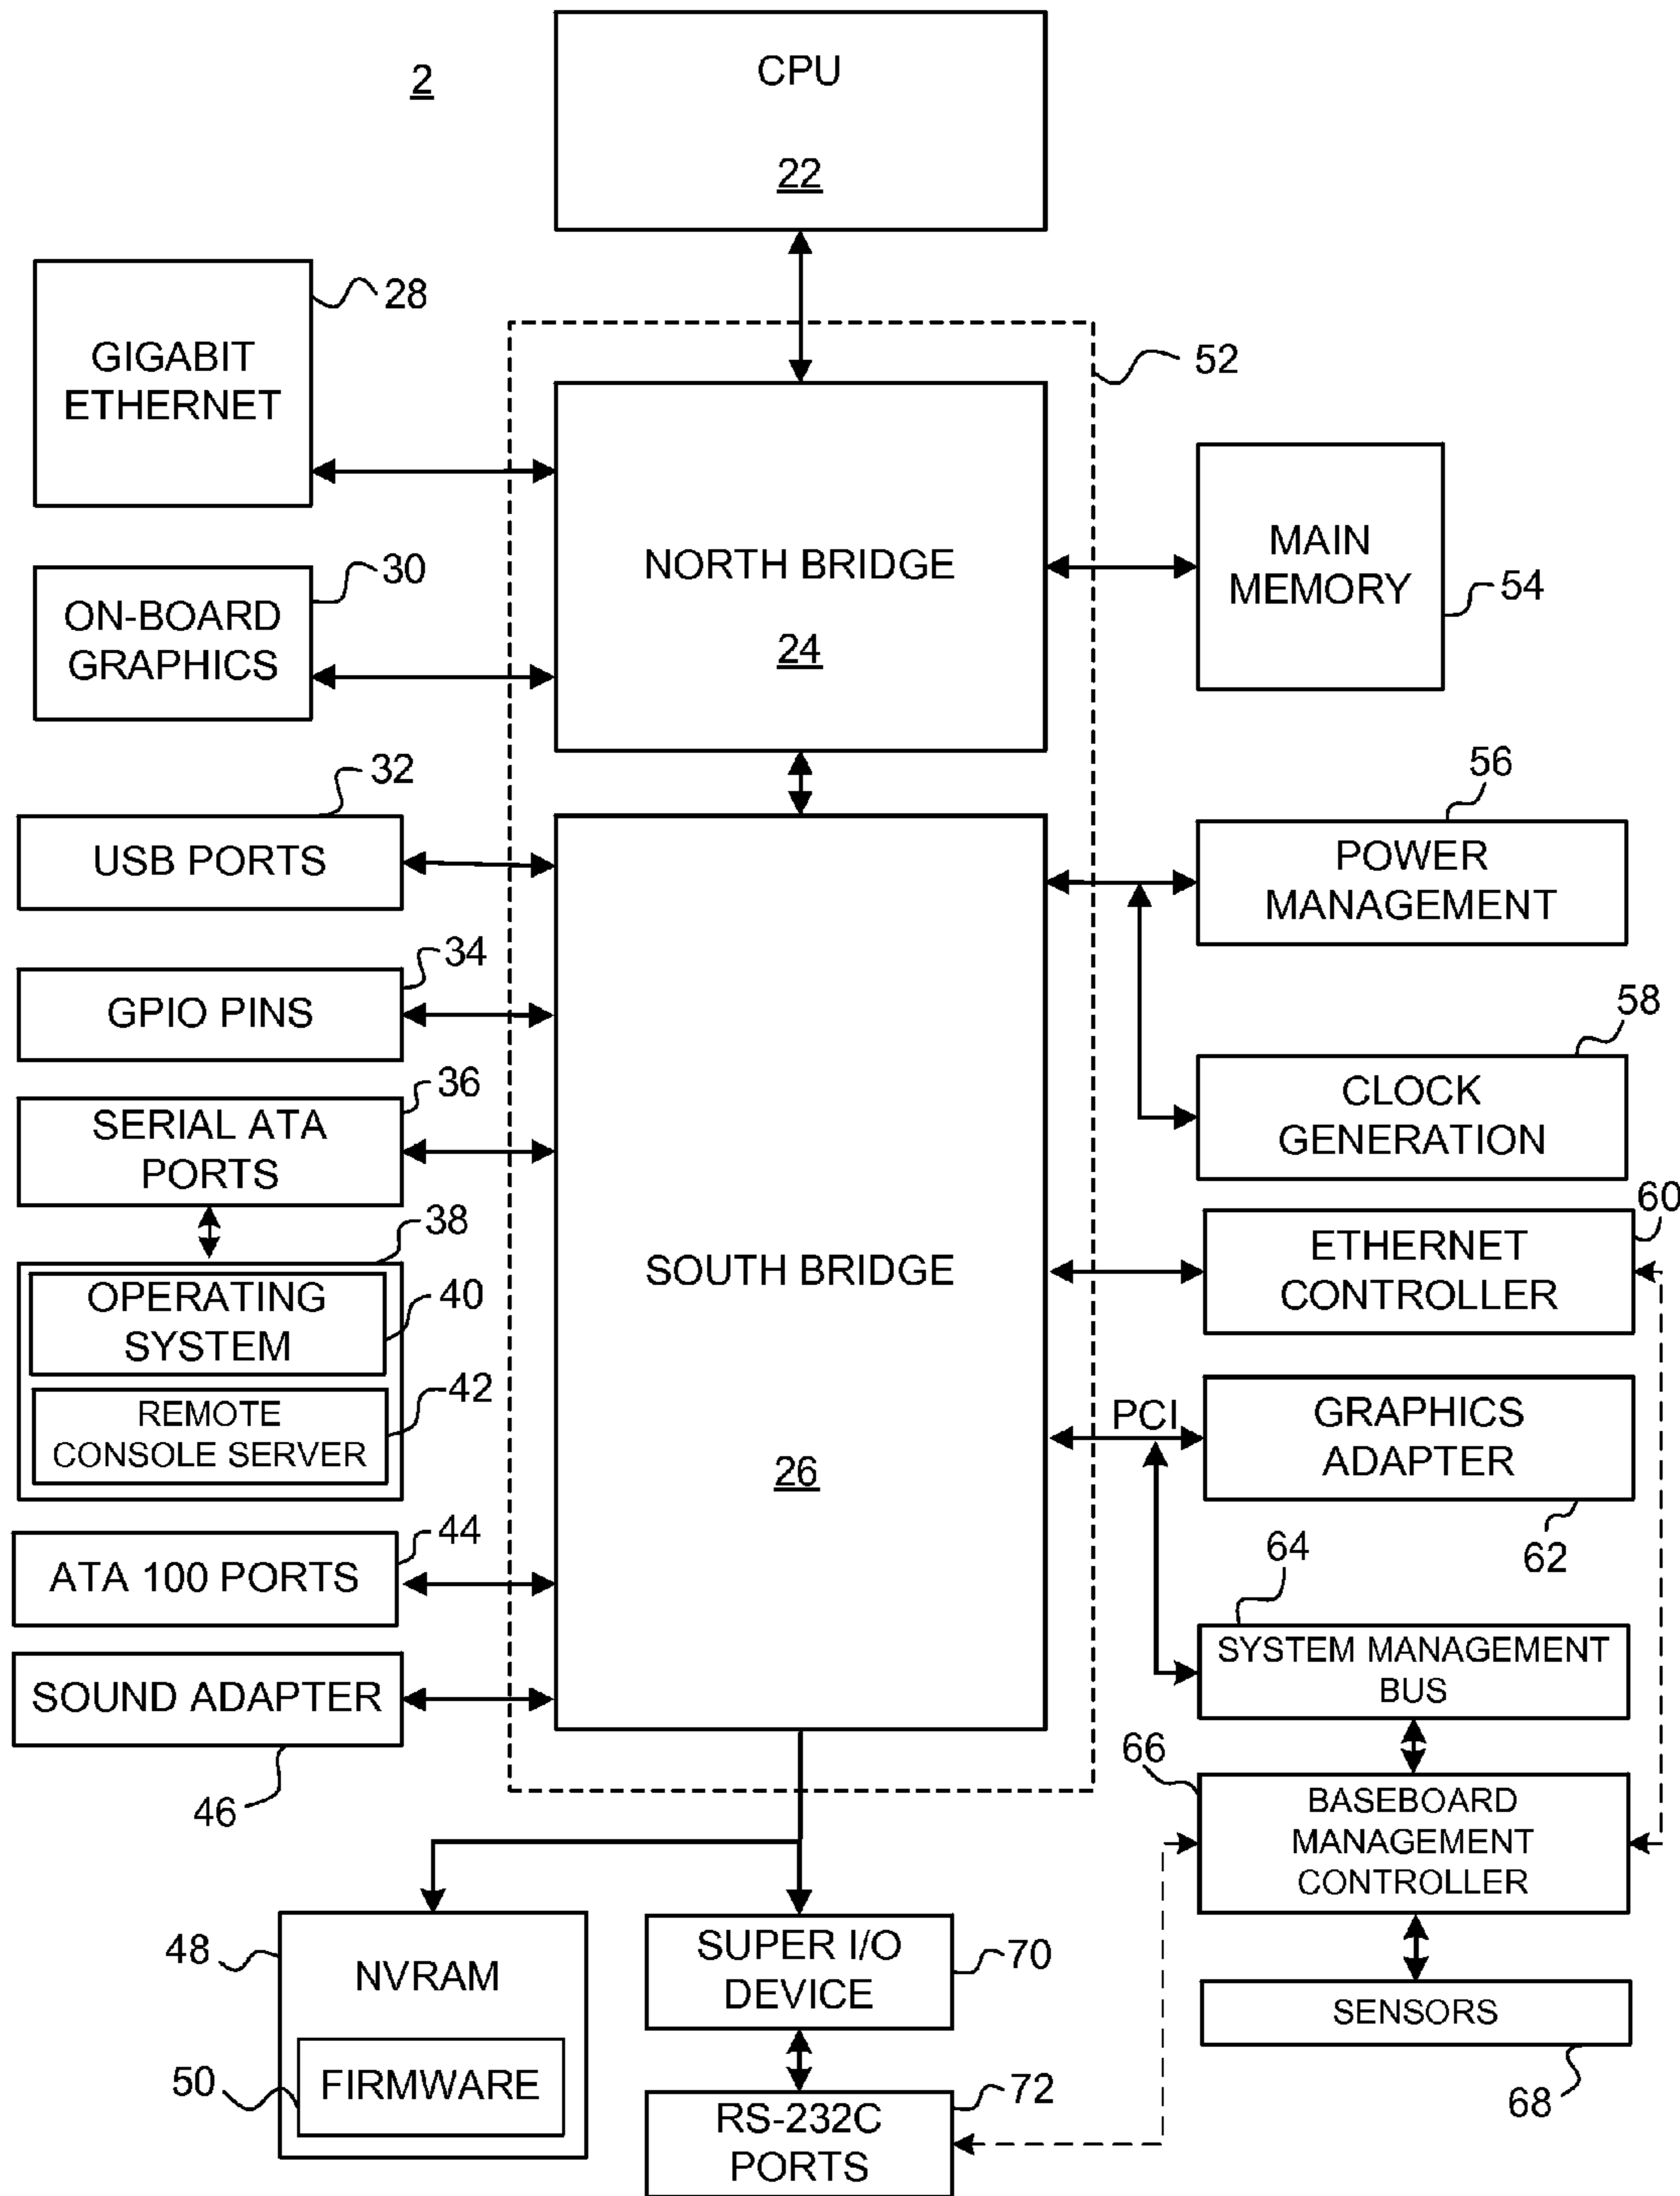 2
CPU
22
GIGABIT
ETHERNET
28
52
NORTH BRIDGE
24
MAIN
MEMORY
54
ON-BOARD
GRAPHICS
30
32
USB PORTS
56
POWER
MANAGEMENT
34
GPIO PINS
58
CLOCK
GENERATION
36
SERIAL ATA
PORTS
38
OPERATING
SYSTEM
40
REMOTE
CONSOLE SERVER
42
SOUTH BRIDGE
26
60
ETHERNET
CONTROLLER
PCI
GRAPHICS
ADAPTER
62
44
ATA 100 PORTS
64
SYSTEM MANAGEMENT
BUS
SOUND ADAPTER
46
66
BASEBOARD
MANAGEMENT
CONTROLLER
48
NVRAM
50
FIRMWARE
SUPER I/O
DEVICE
70
SENSORS
68
72
RS-232C
PORTS